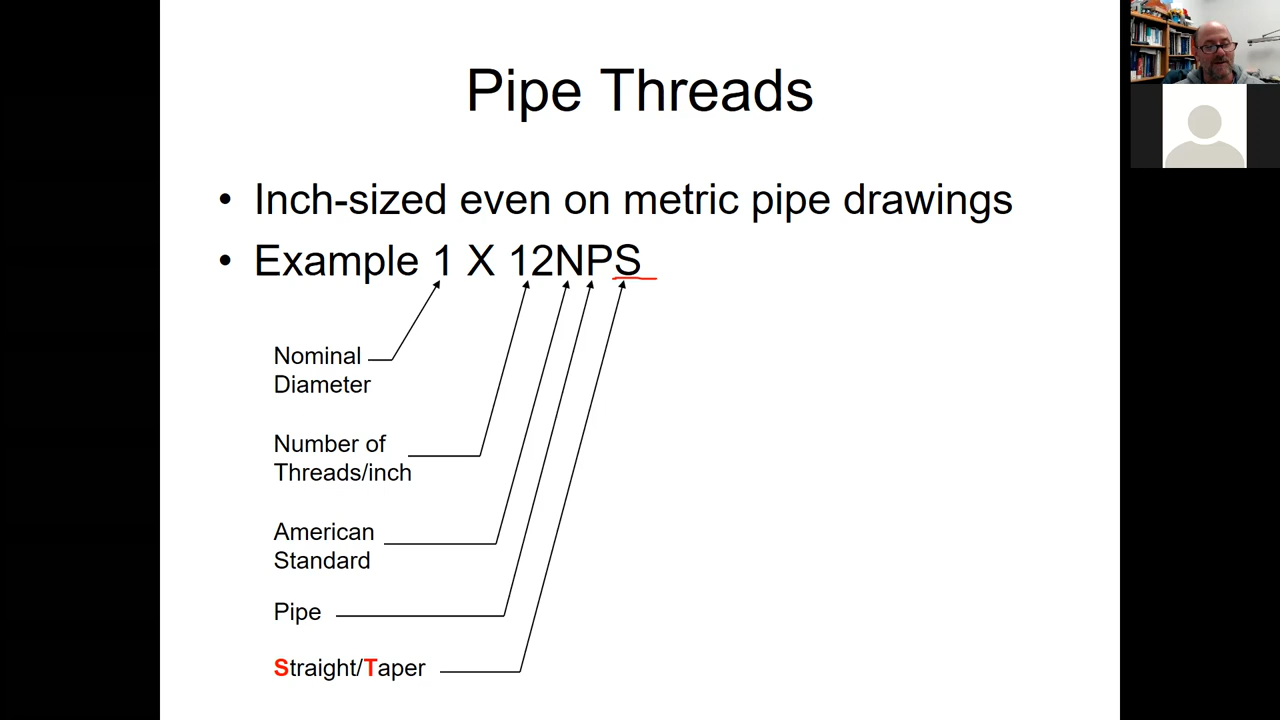 Pipe Threads
• Inch-sized even on metric pipe drawings
• Example 1 X 12NPS
Nominal
Diameter
Number of
Threads/inch
American
Standard
Pipe
Straight/Taper